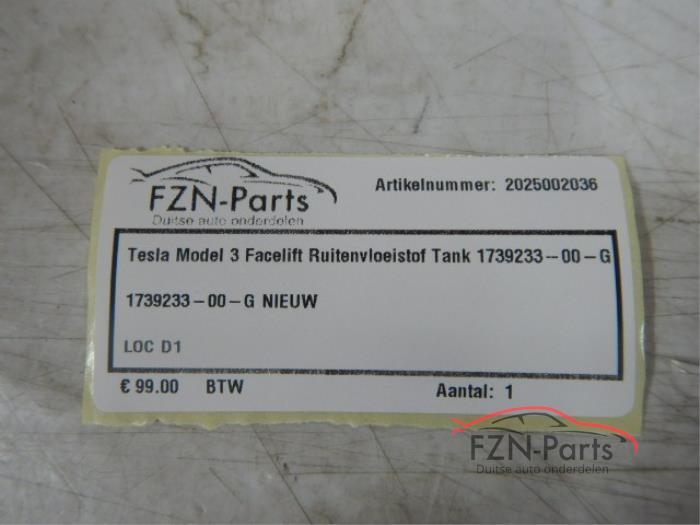 FZN-Parts
Duitse auto onderdelen
Artikelnummer: 2025002036
Tesla Model 3 Facelift Ruitenvloeistof Tank 1739233-00-G
1739233-00-G NIEUW
LOC D1
€ 99.00 BTW
Aantal: 1
FZN-Parts
Duitse auto onderdelen